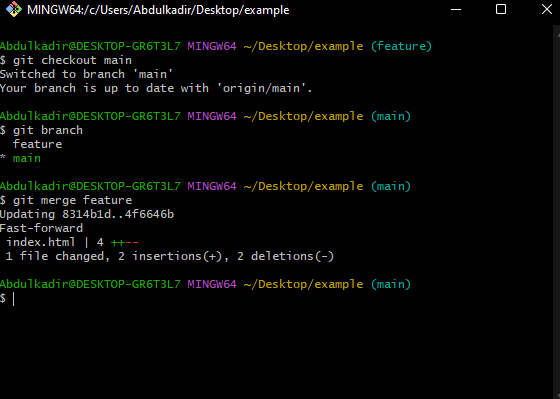 MINGW64:/c/Users/Abdulkadir/Desktop/example
Abdulkadir@DESKTOP-GR6T3L7 MINGW64 ~/Desktop/example (feature)
$ git checkout main
Switched to branch 'main'
Your branch is up to date with 'origin/main'.
Abdulkadir@DESKTOP-GR6T3L7 MINGW64 ~/Desktop/example (main)
$ git branch
  feature
* main
Abdulkadir@DESKTOP-GR6T3L7 MINGW64 ~/Desktop/example (main)
$ git merge feature
Updating 8314b1d..4f6646b
Fast-forward
 index.html | 4 ++--
 1 file changed, 2 insertions(+), 2 deletions(-)
Abdulkadir@DESKTOP-GR6T3L7 MINGW64 ~/Desktop/example (main)
$